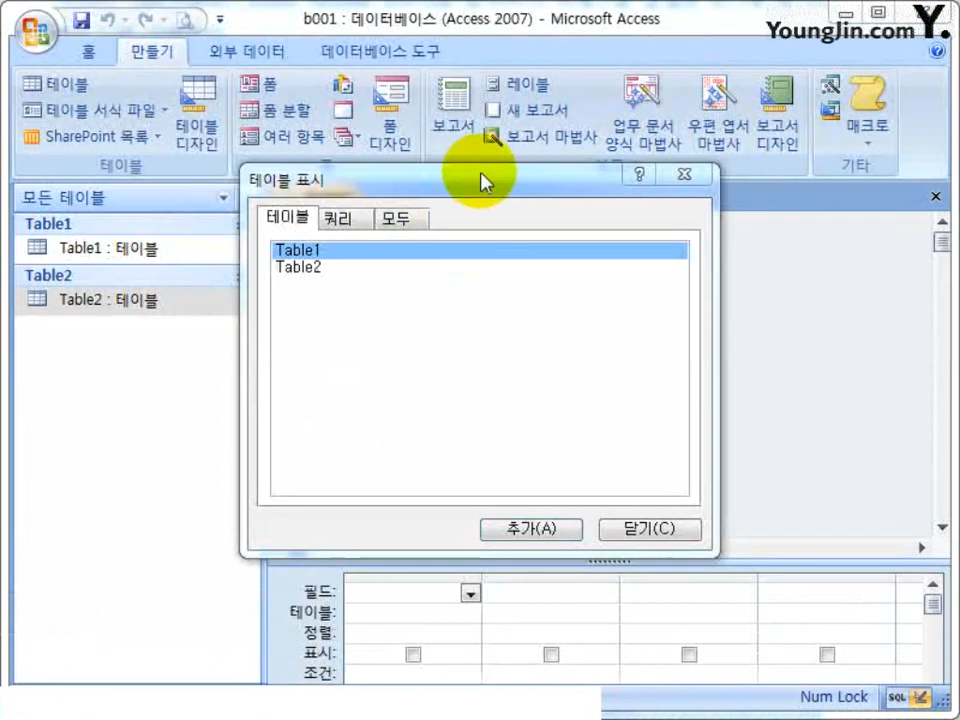 b001 : 데이터베이스 (Access 2007) - Microsoft Access
YoungJin.com Y.
홈 만들기 외부 데이터 데이터베이스 도구
테이블
테이블 서식 파일
SharePoint 목록
테이블 디자인
테이블
폼
폼 분할
여러 항목
폼 디자인
보고서
레이블
새 보고서
보고서 마법사
업무 문서 양식 마법사
우편 엽서 마법사
보고서 디자인
매크로
기타
모든 테이블
Table1
Table1 : 테이블
Table2
Table2 : 테이블
테이블 표시
테이블 쿼리 모두
Table1
Table2
추가(A) 닫기(C)
필드:
테이블:
정렬:
표시:
조건:
Num Lock SQL